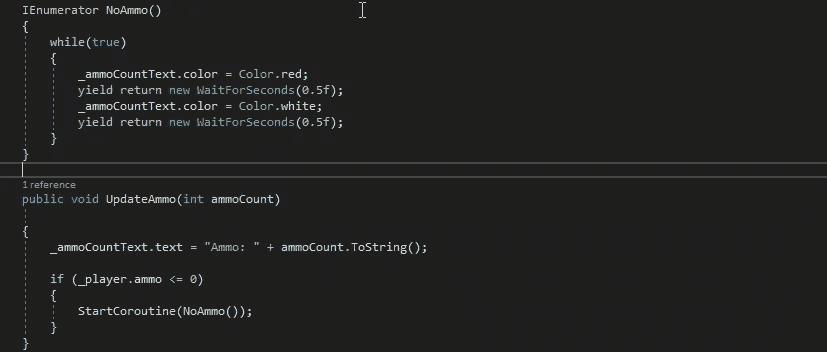 IEnumerator NoAmmo()
{
while(true)
{
_ammoCountText.color = Color.red;
yield return new WaitForSeconds(0.5f);
_ammoCountText.color = Color.white;
yield return new WaitForSeconds(0.5f);
}
}
1 reference
public void UpdateAmmo(int ammoCount)
{
_ammoCountText.text = "Ammo: " + ammoCount.ToString();
if (_player.ammo <= 0)
{
StartCoroutine(NoAmmo());
}
}